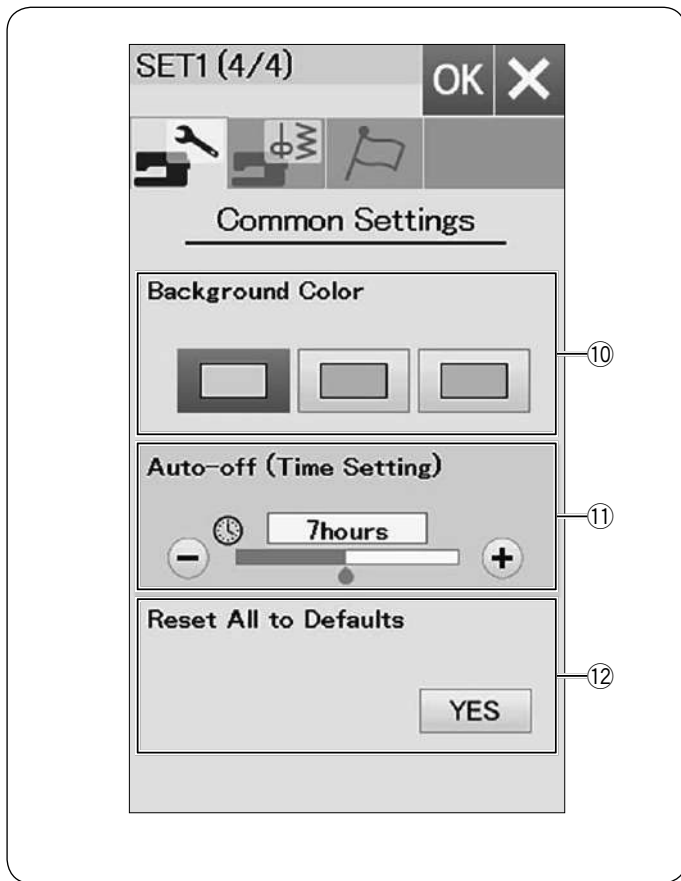 SET1 (4/4)
OK
Common Settings
Background Color
⑩
Auto-off (Time Setting)
7hours
⑪
Reset All to Defaults
YES
⑫